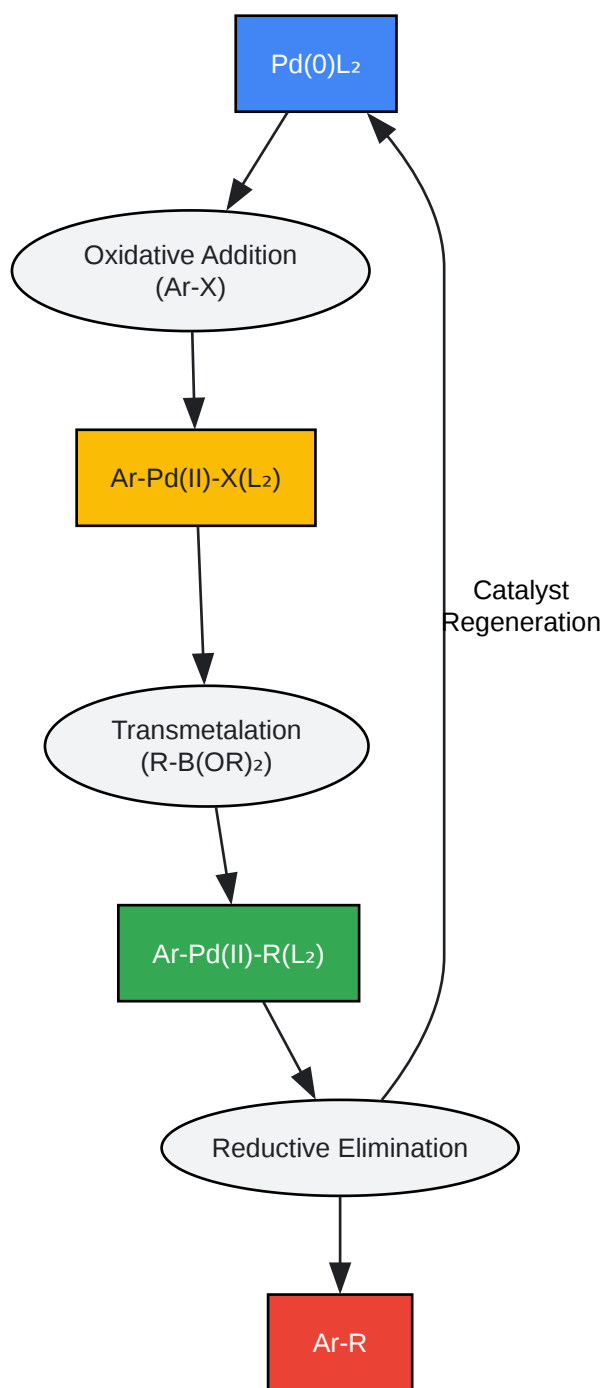 Pd(0)L₂
Oxidative Addition
(Ar-X)
Ar-Pd(II)-X(L₂)
Catalyst
Regeneration
Transmetalation
(R-B(OR)₂)
Ar-Pd(II)-R(L₂)
Reductive Elimination
Ar-R